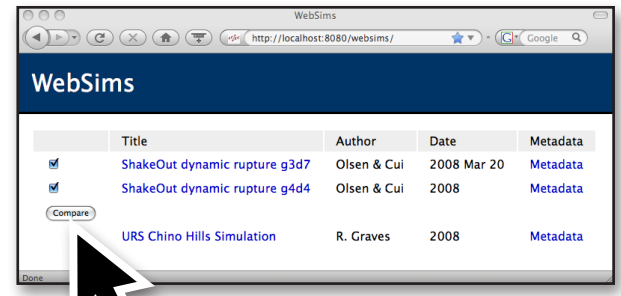 WebSims
http://localhost:8080/websims/
Google
WebSims
Title Author Date Metadata
ShakeOut dynamic rupture g3d7 Olsen & Cui 2008 Mar 20 Metadata
ShakeOut dynamic rupture g4d4 Olsen & Cui 2008 Metadata
Compare
URS Chino Hills Simulation R. Graves 2008 Metadata
Done